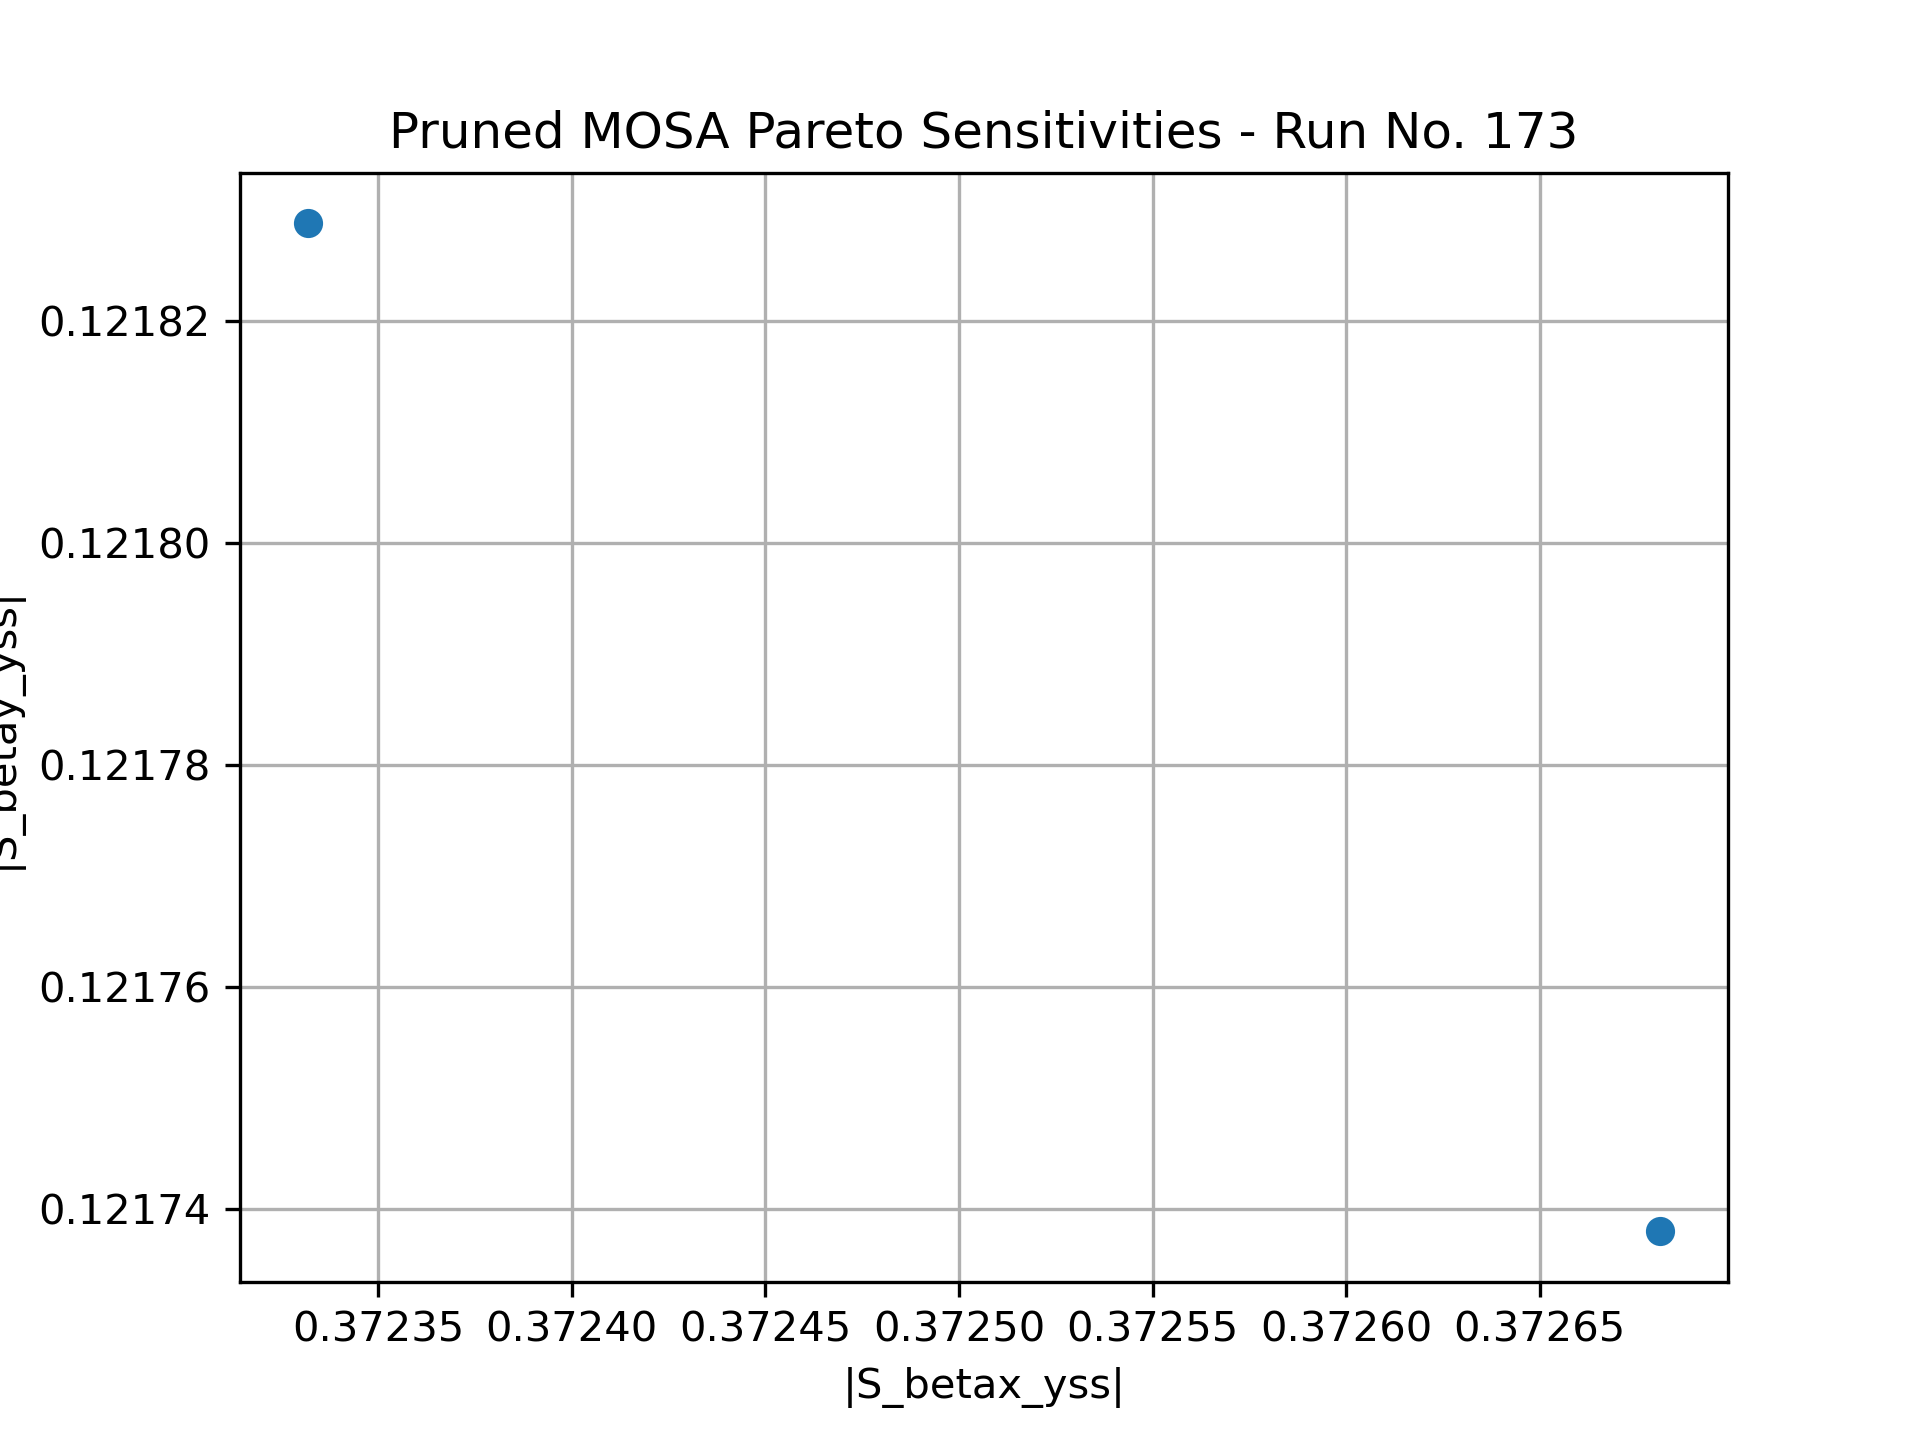 Pruned MOSA Pareto Sensitivities - Run No. 173
0.12182
0.12180
0.12178
0.12176
0.12174
|S_betay_yss|
0.37235 0.37240 0.37245 0.37250 0.37255 0.37260 0.37265
|S_betax_yss|